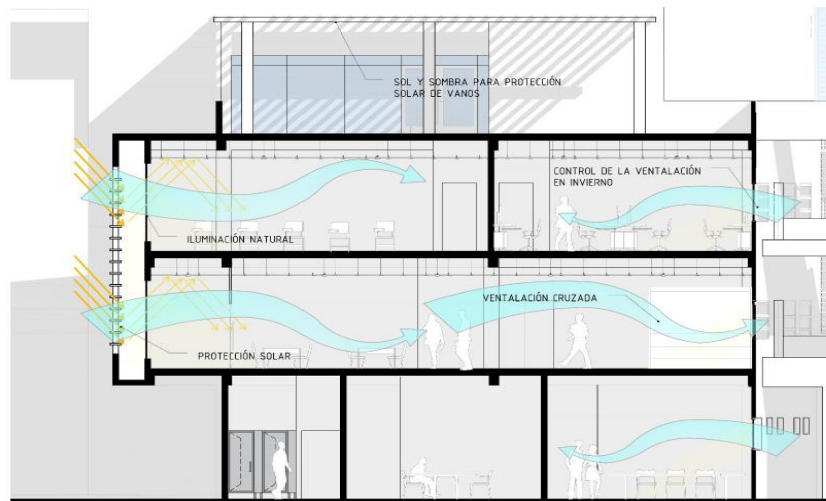 SOL Y SOMBRA PARA PROTECCIÓN
SOLAR DE VANOS
CONTROL DE LA VENTALACIÓN
EN INVIERNO
ILUMINACIÓN NATURAL
VENTALACIÓN CRUZADA
PROTECCIÓN SOLAR